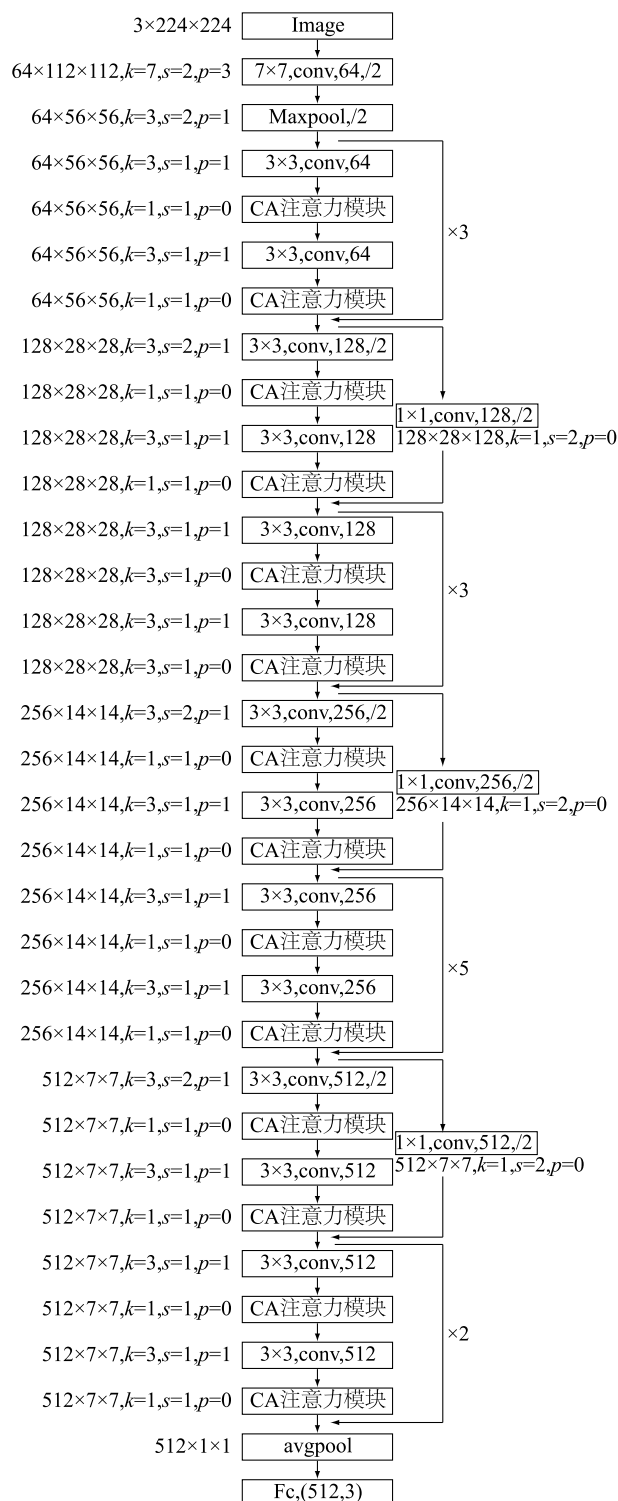 3×224×224 Image
64×112×112,k=7,s=2,p=3 7×7,conv,64,/2
64×56×56,k=3,s=2,p=1 Maxpool,/2
64×56×56,k=3,s=1,p=1 3×3,conv,64
64×56×56,k=1,s=1,p=0 CA注意力模块
×3
64×56×56,k=3,s=1,p=1 3×3,conv,64
64×56×56,k=1,s=1,p=0 CA注意力模块
128×28×28,k=3,s=2,p=1 3×3,conv,128,/2
128×28×28,k=1,s=1,p=0 CA注意力模块
1×1,conv,128,/2
128×28×28,k=3,s=1,p=1 3×3,conv,128 128×28×128,k=1,s=2,p=0
128×28×28,k=1,s=1,p=0 CA注意力模块
128×28×28,k=3,s=1,p=1 3×3,conv,128
128×28×28,k=3,s=1,p=0 CA注意力模块
×3
128×28×28,k=3,s=1,p=1 3×3,conv,128
128×28×28,k=3,s=1,p=0 CA注意力模块
256×14×14,k=3,s=2,p=1 3×3,conv,256,/2
256×14×14,k=1,s=1,p=0 CA注意力模块
1×1,conv,256,/2
256×14×14,k=3,s=1,p=1 3×3,conv,256 256×14×14,k=1,s=2,p=0
256×14×14,k=1,s=1,p=0 CA注意力模块
256×14×14,k=3,s=1,p=1 3×3,conv,256
256×14×14,k=1,s=1,p=0 CA注意力模块
×5
256×14×14,k=3,s=1,p=1 3×3,conv,256
256×14×14,k=1,s=1,p=0 CA注意力模块
512×7×7,k=3,s=2,p=1 3×3,conv,512,/2
512×7×7,k=1,s=1,p=0 CA注意力模块
1×1,conv,512,/2
512×7×7,k=3,s=1,p=1 3×3,conv,512 512×7×7,k=1,s=2,p=0
512×7×7,k=1,s=1,p=0 CA注意力模块
512×7×7,k=3,s=1,p=1 3×3,conv,512
512×7×7,k=1,s=1,p=0 CA注意力模块
×2
512×7×7,k=3,s=1,p=1 3×3,conv,512
512×7×7,k=1,s=1,p=0 CA注意力模块
512×1×1 avgpool
Fc,(512,3)